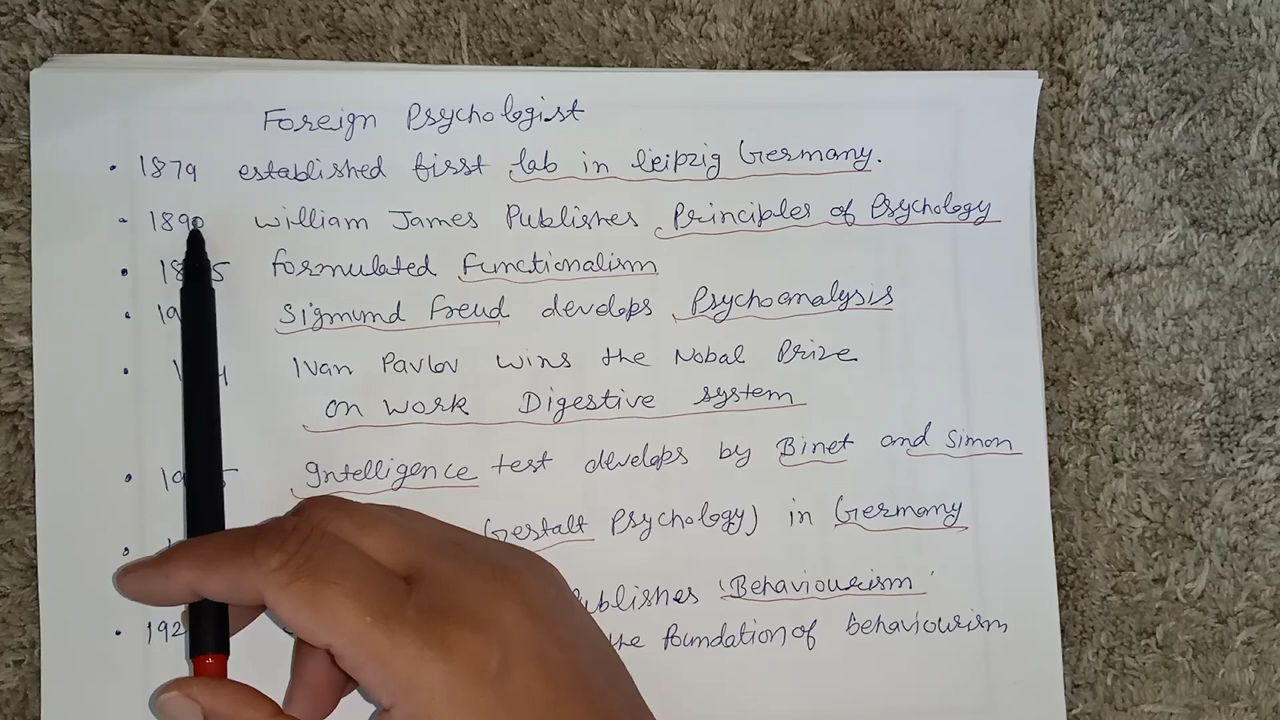 Foreign Psychologist
• 1879 established first lab in Leipzig Germany.
• 1890 William James Publishes Principles of Psychology
• formulated Functionalism
• Sigmund Freud develops Psychoanalysis
• Ivan Pavlov wins the Nobal Prize
on work Digestive system
• Intelligence test develops by Binet and Simon
• Gestalt Psychology) in Germany
Publishes 'Behaviourism'
• the foundation of behaviourism